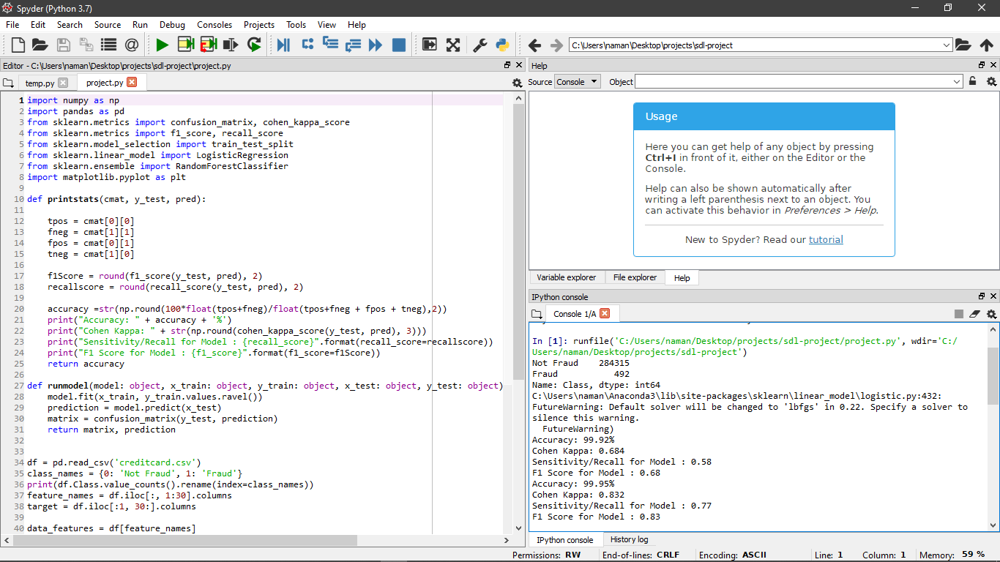 Spyder (Python 3.7)
File Edit Search Source Run Debug Consoles Projects Tools View Help
C:\Users\naman\Desktop\projects\sdl-project
Editor - C:\Users\naman\Desktop\projects\sdl-project\project.py
temp.py project.py
1 import numpy as np
2 import pandas as pd
3 from sklearn.metrics import confusion_matrix, cohen_kappa_score
4 from sklearn.metrics import f1_score, recall_score
5 from sklearn.model_selection import train_test_split
6 from sklearn.linear_model import LogisticRegression
7 from sklearn.ensemble import RandomForestClassifier
8 import matplotlib.pyplot as plt
9
10 def printstats(cmat, y_test, pred):
11
12     tpos = cmat[0][0]
13     fneg = cmat[1][1]
14     fpos = cmat[0][1]
15     tneg = cmat[1][0]
16
17     f1Score = round(f1_score(y_test, pred), 2)
18     recallscore = round(recall_score(y_test, pred), 2)
19
20     accuracy =str(np.round(100*float(tpos+fneg)/float(tpos+fneg + fpos + tneg),2))
21     print("Accuracy: " + accuracy + '%')
22     print("Cohen Kappa: " + str(np.round(cohen_kappa_score(y_test, pred), 3)))
23     print("Sensitivity/Recall for Model : {recall_score}".format(recall_score=recallscore))
24     print("F1 Score for Model : {f1_score}".format(f1_score=f1Score))
25     return accuracy
26
27 def runmodel(model: object, x_train: object, y_train: object, x_test: object, y_test: object)
28     model.fit(x_train, y_train.values.ravel())
29     prediction = model.predict(x_test)
30     matrix = confusion_matrix(y_test, prediction)
31     return matrix, prediction
32
33
34 df = pd.read_csv('creditcard.csv')
35 class_names = {0: 'Not Fraud', 1: 'Fraud'}
36 print(df.Class.value_counts().rename(index=class_names))
37 feature_names = df.iloc[:, 1:30].columns
38 target = df.iloc[:1, 30:].columns
39
40 data_features = df[feature_names]
Help
Source Console Object
Usage
Here you can get help of any object by pressing
Ctrl+I in front of it, either on the Editor or the
Console.
Help can also be shown automatically after
writing a left parenthesis next to an object. You
can activate this behavior in Preferences > Help.
New to Spyder? Read our tutorial
Variable explorer File explorer Help
IPython console
Console 1/A
In [1]: runfile('C:/Users/naman/Desktop/projects/sdl-project/project.py', wdir='C:/
Users/naman/Desktop/projects/sdl-project')
Not Fraud    284315
Fraud           492
Name: Class, dtype: int64
C:\Users\naman\Anaconda3\lib\site-packages\sklearn\linear_model\logistic.py:432:
FutureWarning: Default solver will be changed to 'lbfgs' in 0.22. Specify a solver to
silence this warning.
  FutureWarning)
Accuracy: 99.92%
Cohen Kappa: 0.684
Sensitivity/Recall for Model : 0.58
F1 Score for Model : 0.68
Accuracy: 99.95%
Cohen Kappa: 0.832
Sensitivity/Recall for Model : 0.77
F1 Score for Model : 0.83
IPython console History log
Permissions: RW End-of-lines: CRLF Encoding: ASCII Line: 1 Column: 1 Memory: 59 %